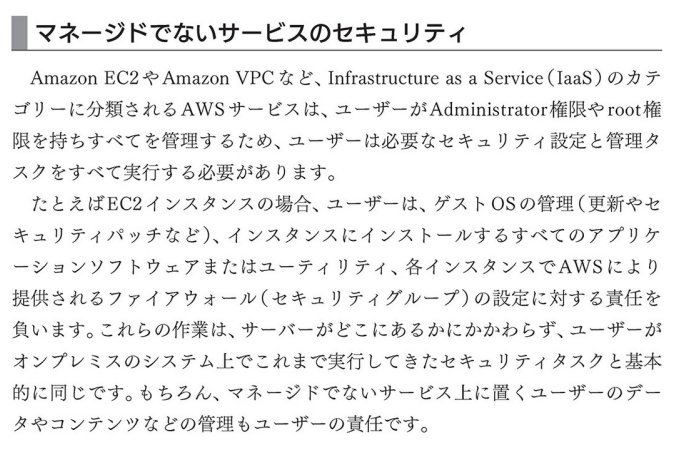 マネージドでないサービスのセキュリティ
Amazon EC2やAmazon VPCなど、Infrastructure as a Service(IaaS)のカテ
ゴリーに分類されるAWSサービスは、ユーザーがAdministrator権限やroot権
限を持ちすべてを管理するため、ユーザーは必要なセキュリティ設定と管理タ
スクをすべて実行する必要があります。
たとえばEC2インスタンスの場合、ユーザーは、ゲストOSの管理(更新やセ
キュリティパッチなど)、インスタンスにインストールするすべてのアプリケ
ーションソフトウェアまたはユーティリティ、各インスタンスでAWSにより
提供されるファイアウォール(セキュリティグループ)の設定に対する責任を
負います。これらの作業は、サーバーがどこにあるかにかかわらず、ユーザーが
オンプレミスのシステム上でこれまで実行してきたセキュリティタスクと基本
的に同じです。もちろん、マネージドでないサービス上に置くユーザーのデー
タやコンテンツなどの管理もユーザーの責任です。